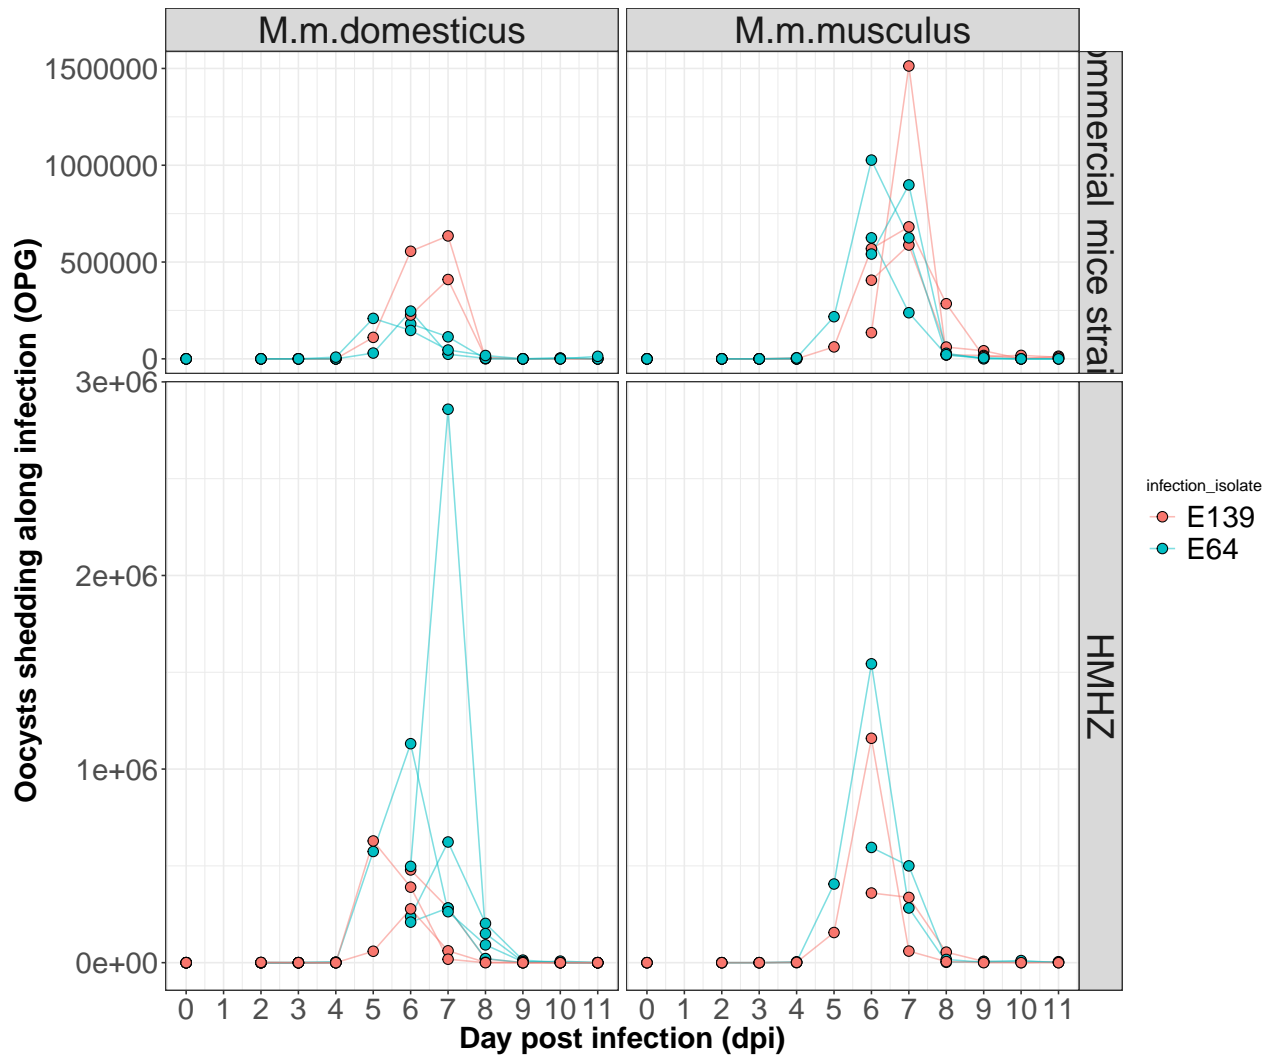 M.m.domesticus M.m.musculus
1500000
1000000
500000
0
ommercial mice strai
3e+06
2e+06
1e+06
0e+00
HMHZ
Oocysts shedding along infection (OPG)
infection_isolate
E139
E64
0 1 2 3 4 5 6 7 8 9 10 11 0 1 2 3 4 5 6 7 8 9 10 11
Day post infection (dpi)